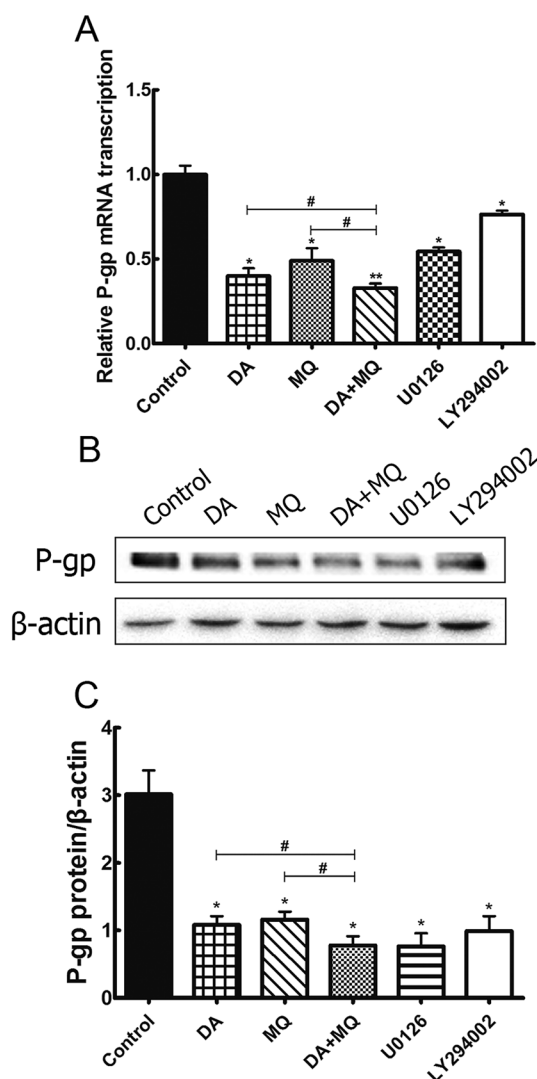 A
Relative P-gp mRNA transcription
1.5
1.0
0.5
0.0
#
#
*
*
**
*
*
Control
DA
MQ
DA+MQ
U0126
LY294002
B
Control
DA
MQ
DA+MQ
U0126
LY294002
P-gp
β-actin
C
P-gp protein/β-actin
4
3
2
1
0
#
#
*
*
*
*
*
Control
DA
MQ
DA+MQ
U0126
LY294002